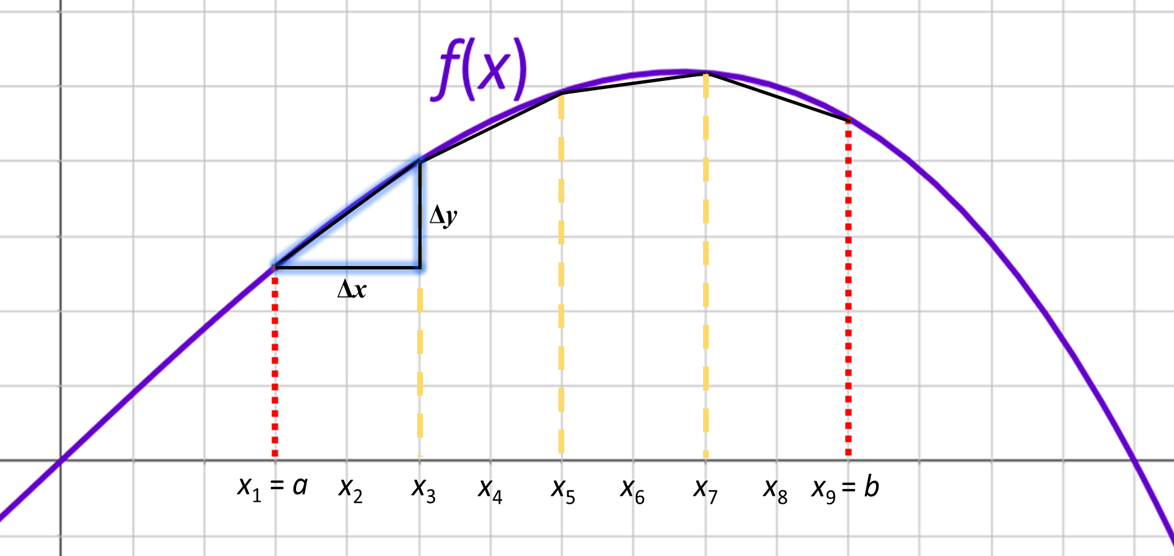 f(x)
Δy
Δx
x₁ = a x₂ x₃ x₄ x₅ x₆ x₇ x₈ x₉ = b